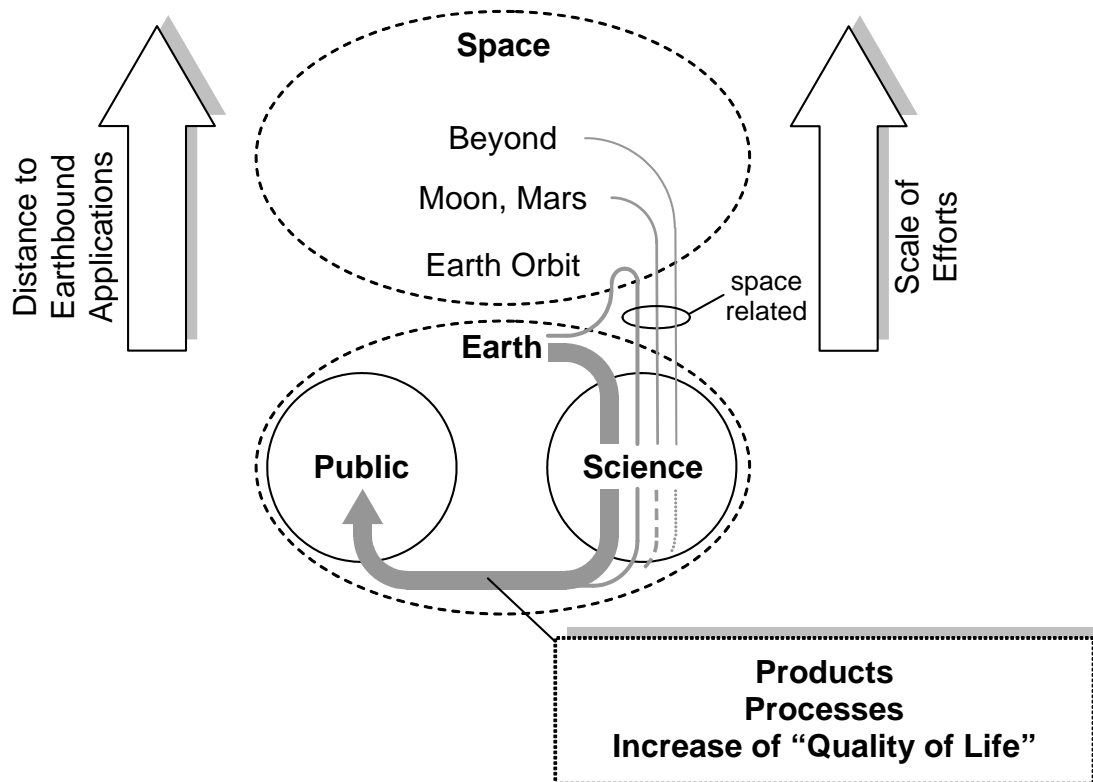 Space
Beyond
Moon, Mars
Earth Orbit
Distance to
Earthbound
Applications
Scale of
Efforts
space
related
Earth
Public
Science
Products
Processes
Increase of “Quality of Life”